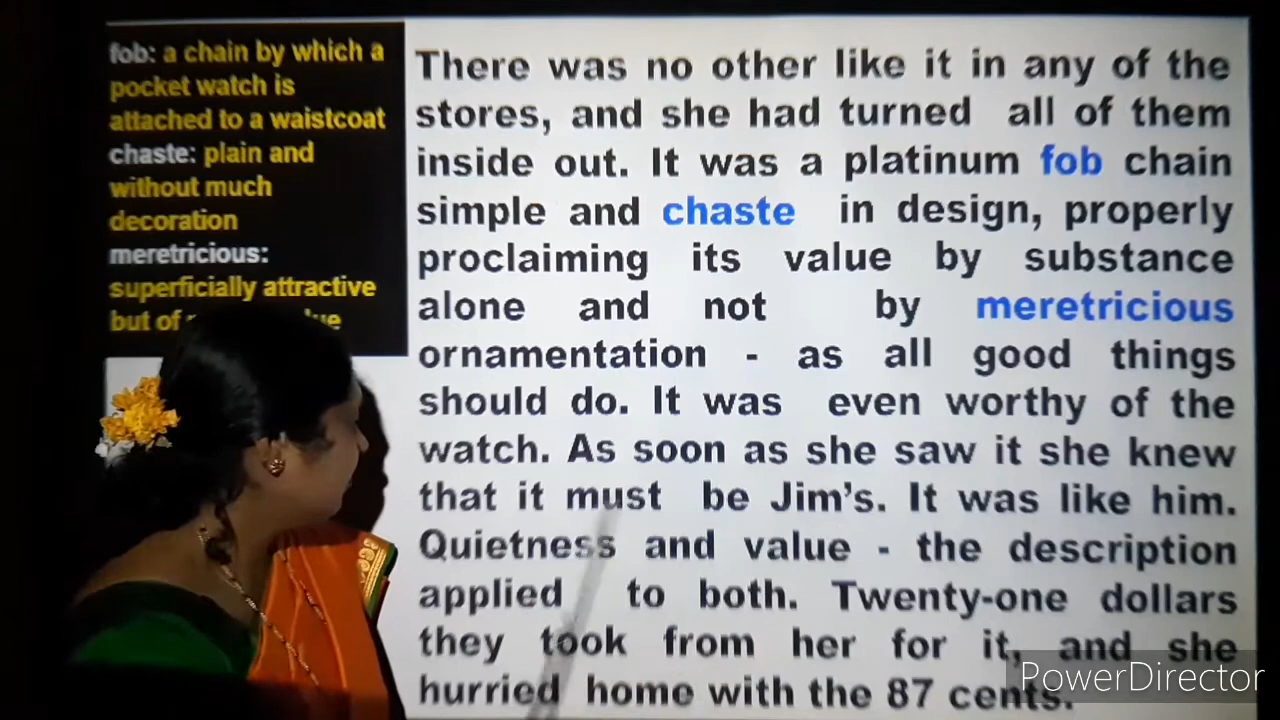 fob: a chain by which a
pocket watch is
attached to a waistcoat
chaste: plain and
without much
decoration
meretricious:
superficially attractive
but of
There was no other like it in any of the
stores, and she had turned all of them
inside out. It was a platinum fob chain
simple and chaste in design, properly
proclaiming its value by substance
alone and not by meretricious
ornamentation - as all good things
should do. It was even worthy of the
watch. As soon as she saw it she knew
that it must be Jim's. It was like him.
Quietness and value - the description
applied to both. Twenty-one dollars
they took from her for it, and she
hurried home with the 87 cents.
PowerDirector